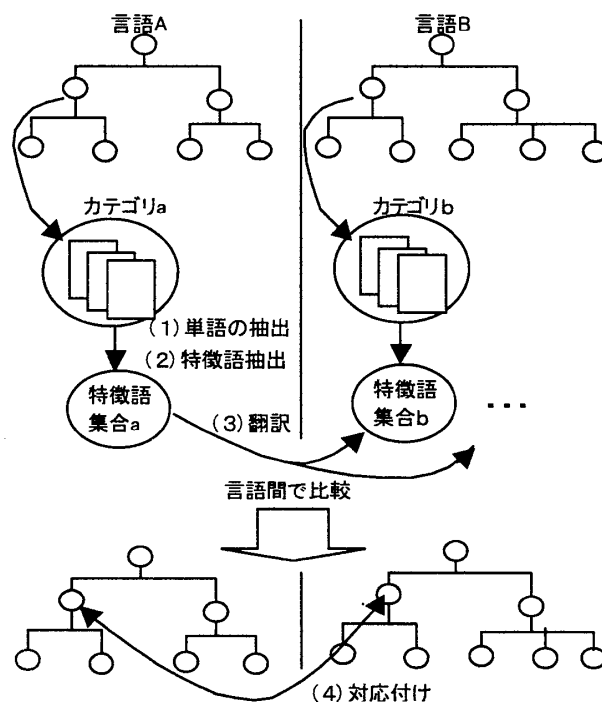 言語A
言語B
カテゴリa
カテゴリb
(1)単語の抽出
(2)特徴語抽出
特徴語
集合a
特徴語
集合b
...
(3)翻訳
言語間で比較
(4)対応付け